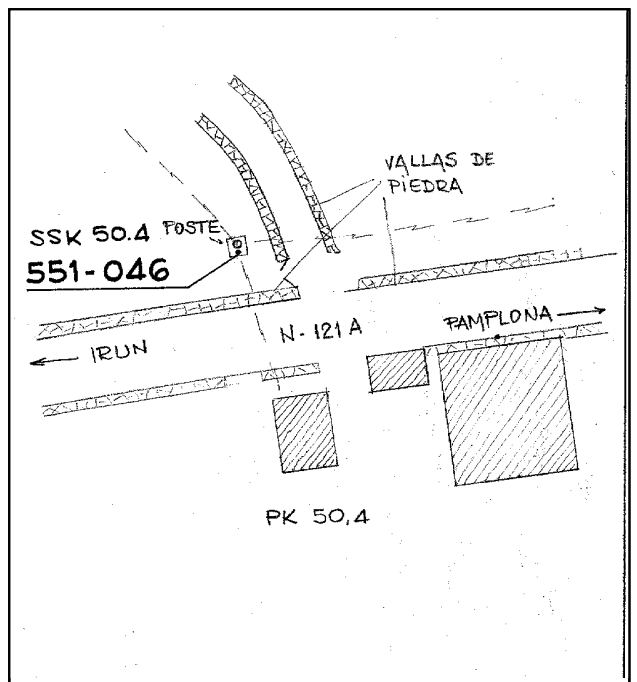 VALLAS DE
PIEDRA
SSK 50.4 POSTE
551-046
N-121 A
PAMPLONA
IRUN
PK 50,4